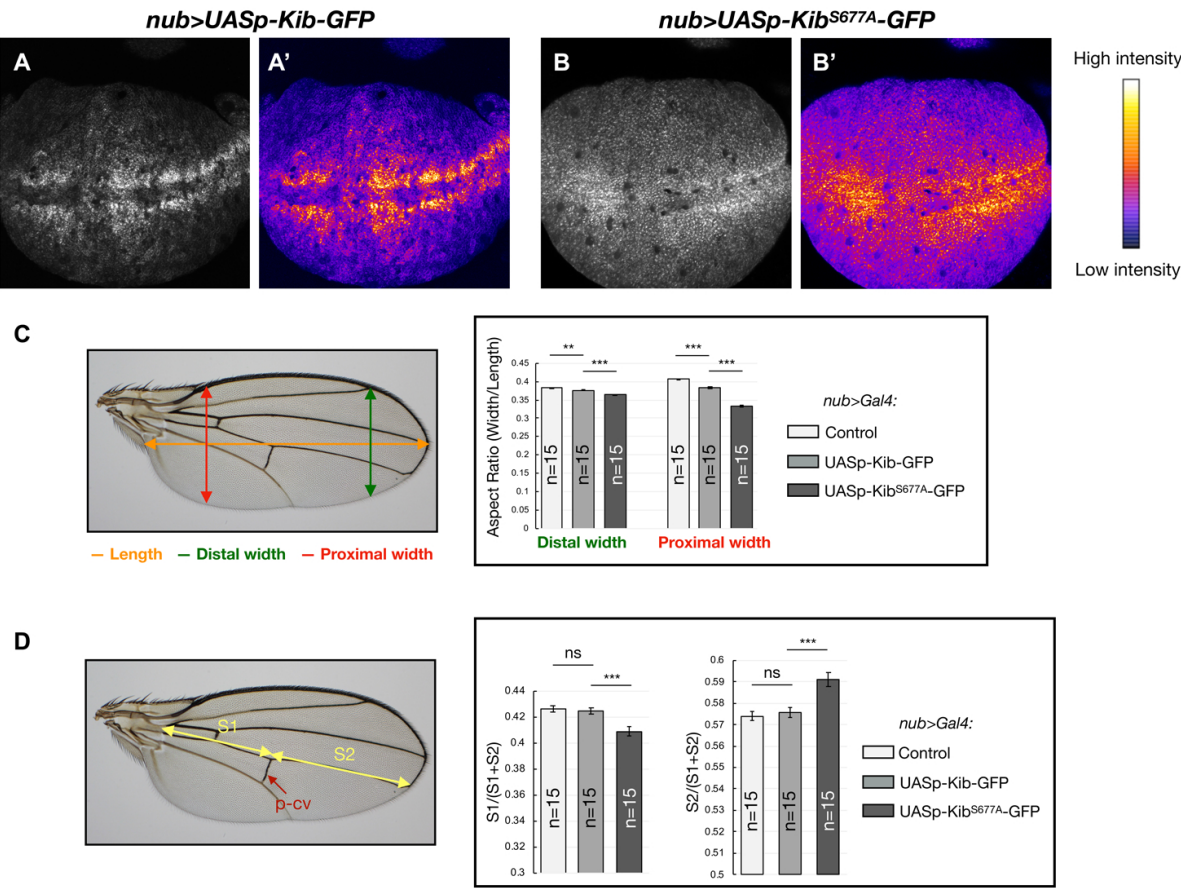 nub>UASp-Kib-GFP
nub>UASp-KibS677A-GFP
A
A’
B
B’
High intensity
Low intensity
C
– Length – Distal width – Proximal width
Aspect Ratio (Width/Length)
0.45
0.4
0.35
0.3
0.25
0.2
0.15
0.1
0.05
0
**
***
***
***
n=15
n=15
n=15
n=15
n=15
n=15
Distal width
Proximal width
nub>Gal4:
Control
UASp-Kib-GFP
UASp-KibS677A-GFP
D
S1
S2
p-cv
S1/(S1+S2)
0.44
0.42
0.4
0.38
0.36
0.34
0.32
0.3
ns
***
n=15
n=15
n=15
S2/(S1+S2)
0.6
0.59
0.58
0.57
0.56
0.55
0.54
0.53
0.52
0.51
0.5
ns
***
n=15
n=15
n=15
nub>Gal4:
Control
UASp-Kib-GFP
UASp-KibS677A-GFP